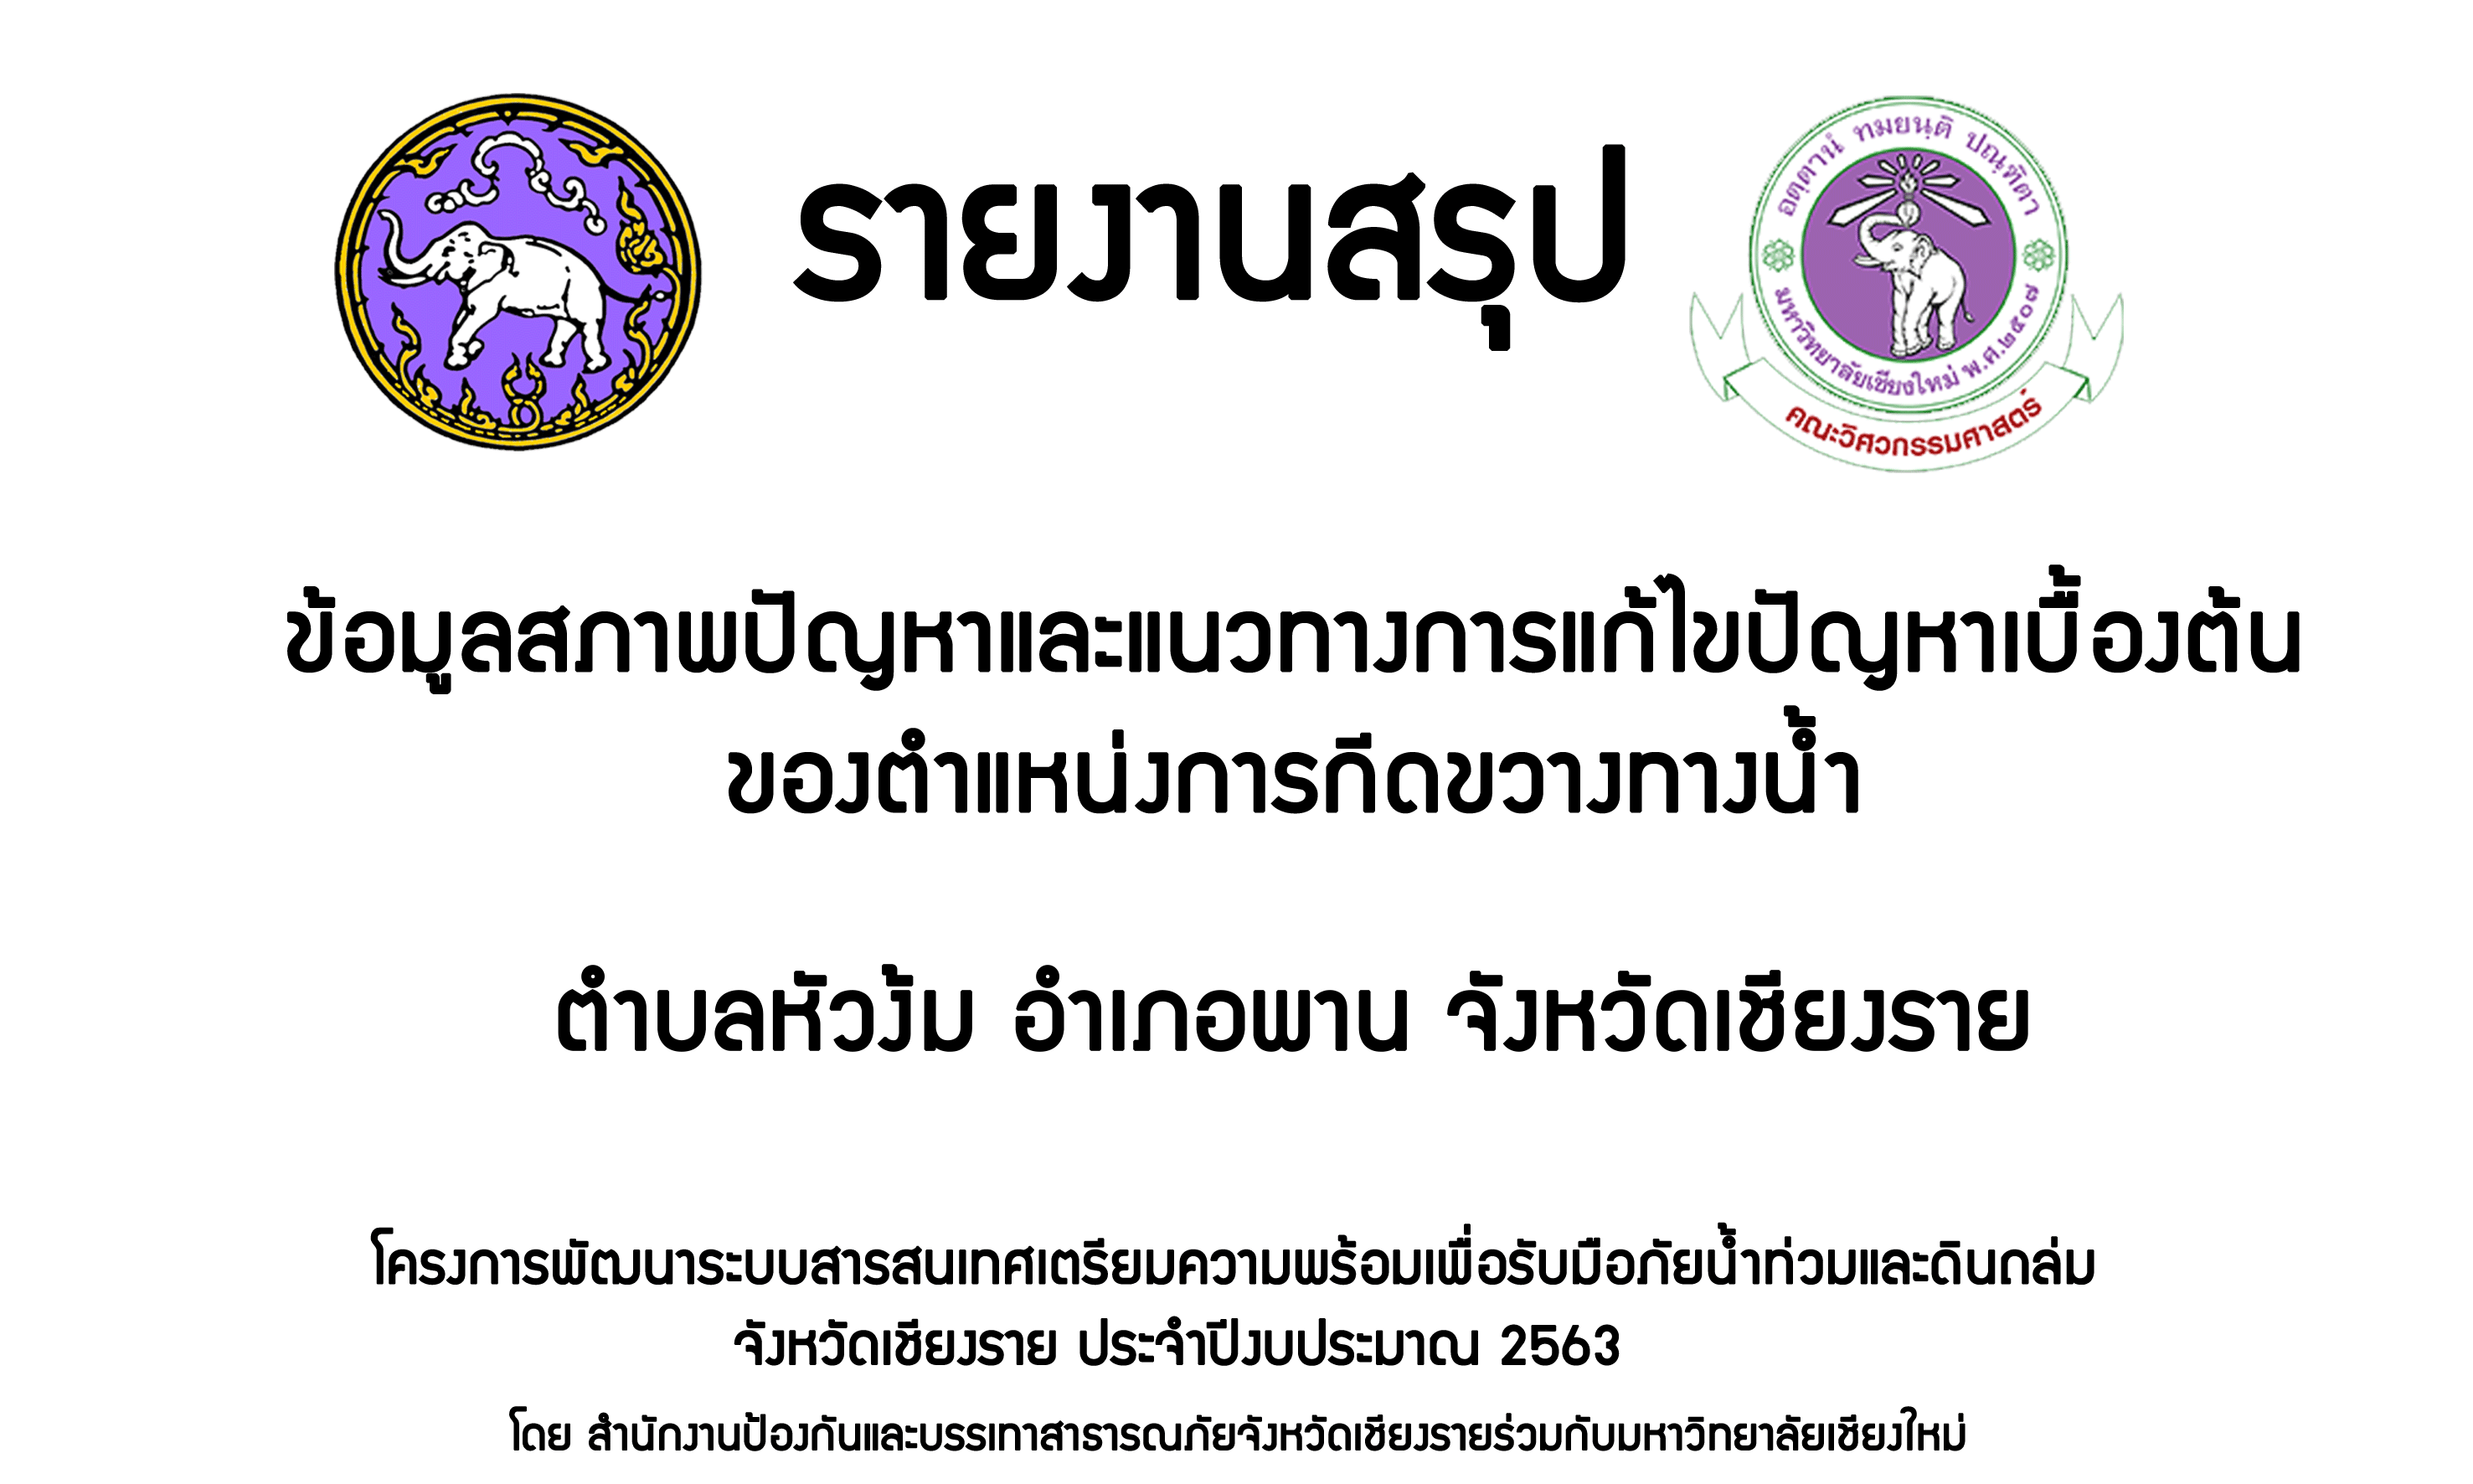 รายงานสรุป
อตฺตานํ ทมยนฺติ ปณฺฑิตา
มหาวิทยาลัยเชียงใหม่ พ.ศ.๒๕๐๗
คณะวิศวกรรมศาสตร์
ข้อมูลสภาพปัญหาและแนวทางการแก้ไขปัญหาเบื้องต้น
ของตำแหน่งการกีดขวางทางน้ำ
ตำบลหัวง้ม อำเภอพาน จังหวัดเชียงราย
โครงการพัฒนาระบบสารสนเทศเตรียมความพร้อมเพื่อรับมือภัยน้ำท่วมและดินถล่ม
จังหวัดเชียงราย ประจำปีงบประมาณ 2563
โดย สำนักงานป้องกันและบรรเทาสาธารณภัยจังหวัดเชียงรายร่วมกับมหาวิทยาลัยเชียงใหม่